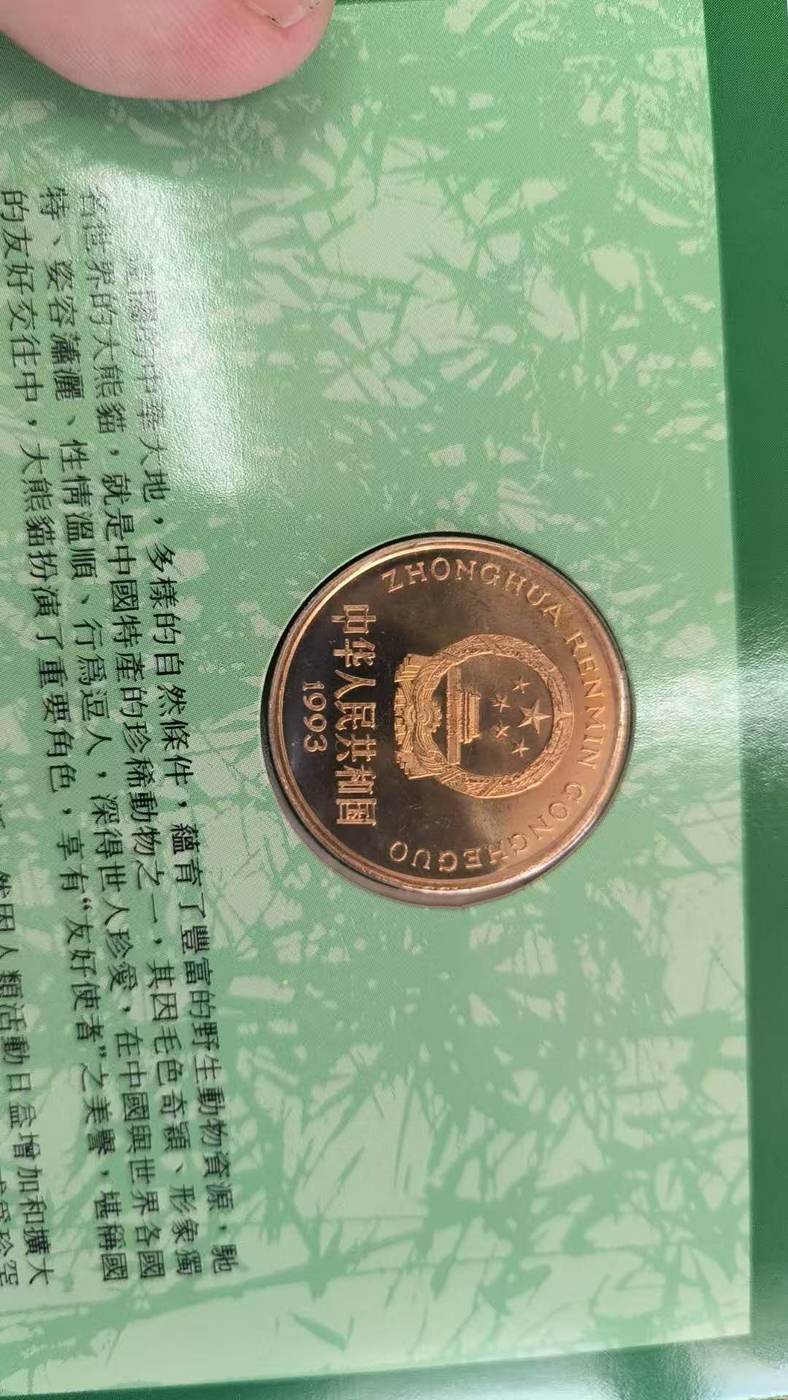 ZHONGHUA RENMIN GONGHEGUO
中华人民共和国
1993
闊的中華大地，多樣的自然條件，蘊育了豐富的野生動物資源，馳
名世界的大熊貓，就是中國特產的珍稀動物之一，其因毛色奇穎、形象獨
特、姿容瀟灑、性情溫順、行爲逗人，深得世人珍愛，在中國與世界各國
的友好交往中，大熊貓扮演了重要角色，享有“友好使者”之美譽，堪稱國
然因人類活動日益增加和擴大